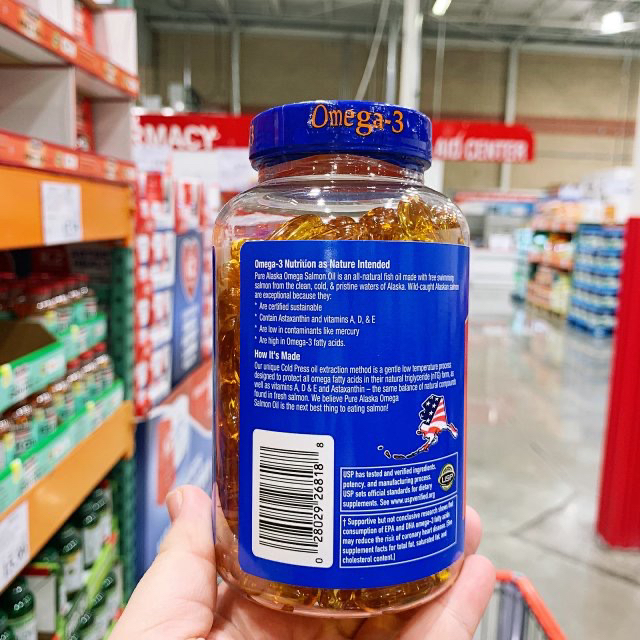 Omega-3
MACY
AID CENTER
Omega-3 Nutrition as Nature Intended
Pure Alaska Omega Salmon Oil is an all-natural fish oil made with free swimming
salmon from the clean, cold, & pristine waters of Alaska. Wild-caught Alaskan salmon
are exceptional because they:
* Are certified sustainable
* Contain Astaxanthin and vitamins A, D, & E
* Are low in contaminants like mercury
* Are high in Omega-3 fatty acids.
How It's Made
Our unique Cold Press oil extraction method is a gentle low temperature process
designed to protect all omega fatty acids in their natural triglyceride (nTG) form, as
well as vitamins A, D & E and Astaxanthin – the same balance of natural compounds
found in fresh salmon. We believe Pure Alaska Omega
Salmon Oil is the next best thing to eating salmon!
0 28029 26818 8
USP has tested and verified ingredients,
potency, and manufacturing process.
USP sets official standards for dietary
supplements. See www.uspverified.org
USP
† Supportive but not conclusive research shows that
consumption of EPA and DHA omega-3 fatty acids
may reduce the risk of coronary heart disease. (See
supplement facts for total fat, saturated fat, and
cholesterol content.)